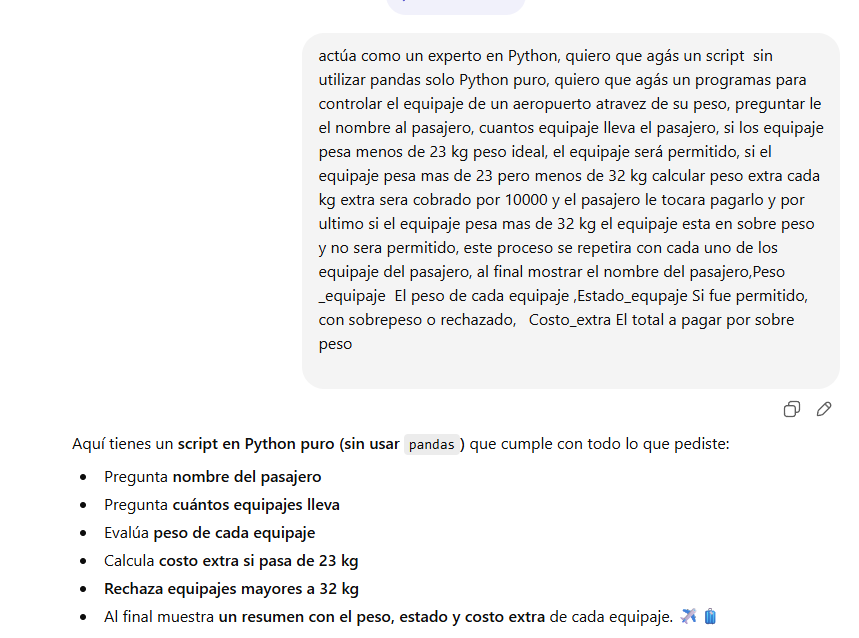 actúa como un experto en Python, quiero que agás un script  sin
utilizar pandas solo Python puro, quiero que agás un programas para
controlar el equipaje de un aeropuerto atravez de su peso, preguntar le
el nombre al pasajero, cuantos equipaje lleva el pasajero, si los equipaje
pesa menos de 23 kg peso ideal, el equipaje será permitido, si el
equipaje pesa mas de 23 pero menos de 32 kg calcular peso extra cada
kg extra sera cobrado por 10000 y el pasajero le tocara pagarlo y por
ultimo si el equipaje pesa mas de 32 kg el equipaje esta en sobre peso
y no sera permitido, este proceso se repetira con cada uno de los
equipaje del pasajero, al final mostrar el nombre del pasajero,Peso
_equipaje  El peso de cada equipaje ,Estado_equpaje Si fue permitido,
con sobrepeso o rechazado,   Costo_extra El total a pagar por sobre
peso
Aquí tienes un script en Python puro (sin usar pandas) que cumple con todo lo que pediste:
• Pregunta nombre del pasajero
• Pregunta cuántos equipajes lleva
• Evalúa peso de cada equipaje
• Calcula costo extra si pasa de 23 kg
• Rechaza equipajes mayores a 32 kg
• Al final muestra un resumen con el peso, estado y costo extra de cada equipaje. ✈️🧳